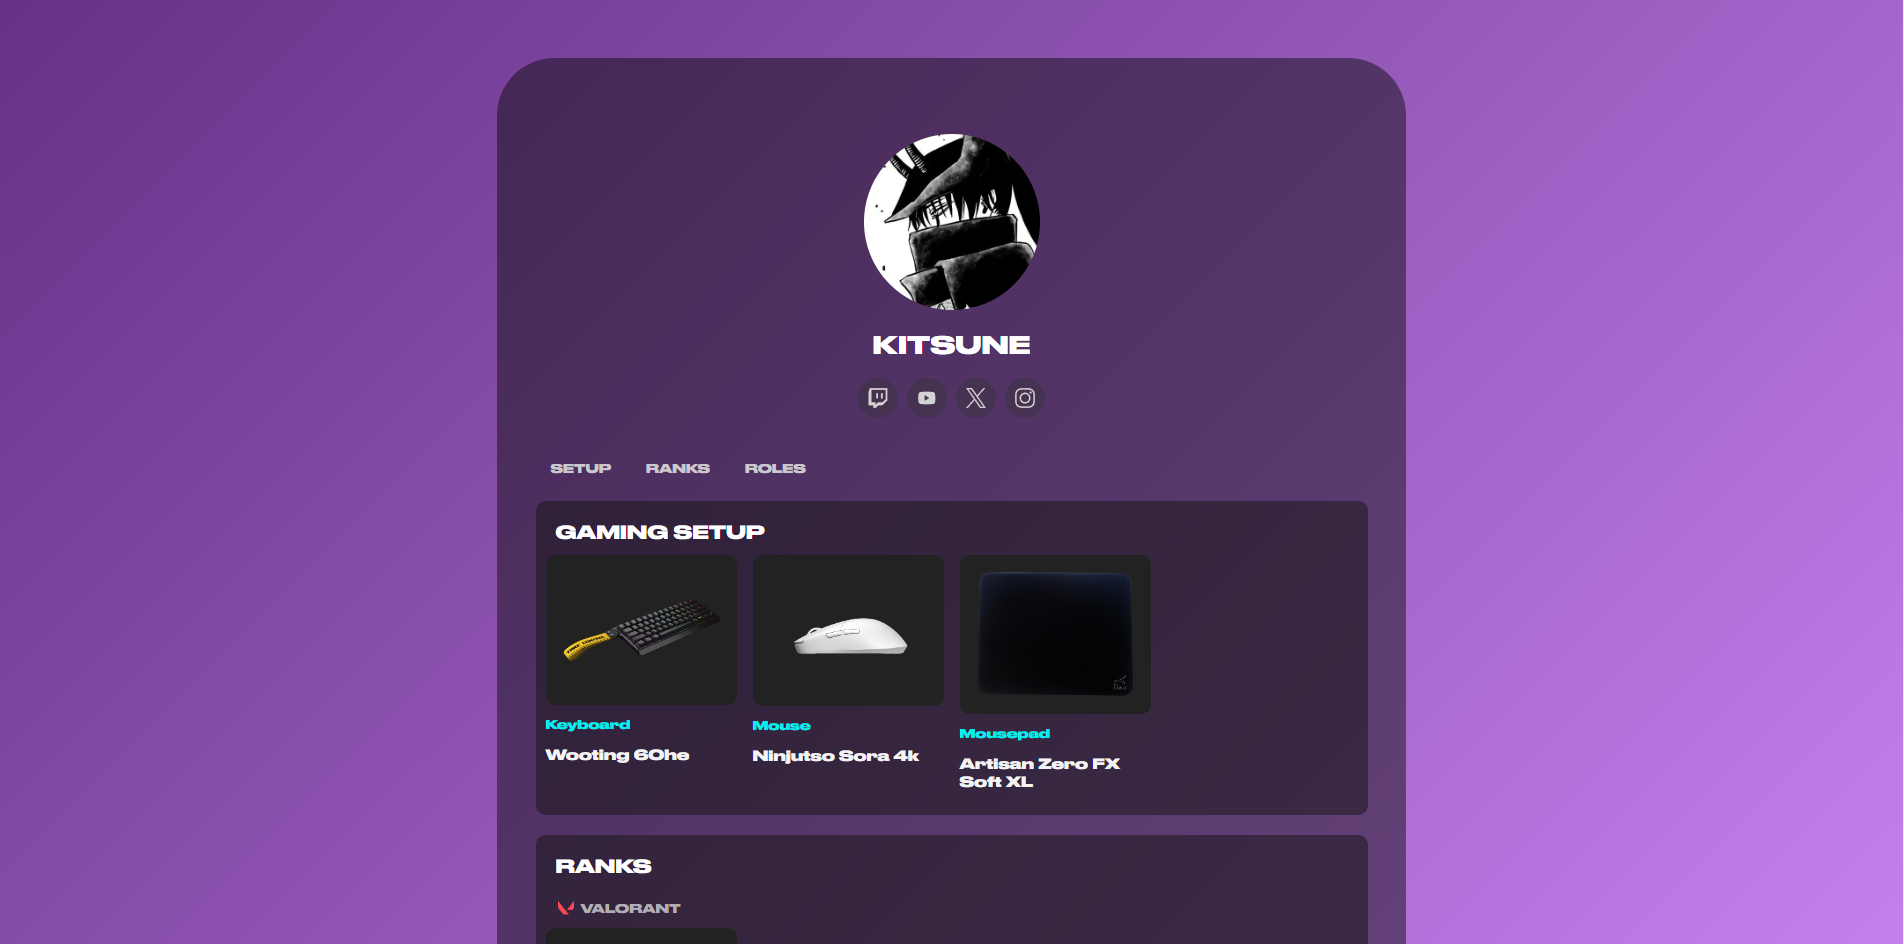 KITSUNE
SETUP RANKS ROLES
GAMING SETUP
Keyboard
Wooting 60he
Mouse
Ninjutso Sora 4k
Mousepad
Artisan Zero FX
Soft XL
RANKS
VALORANT